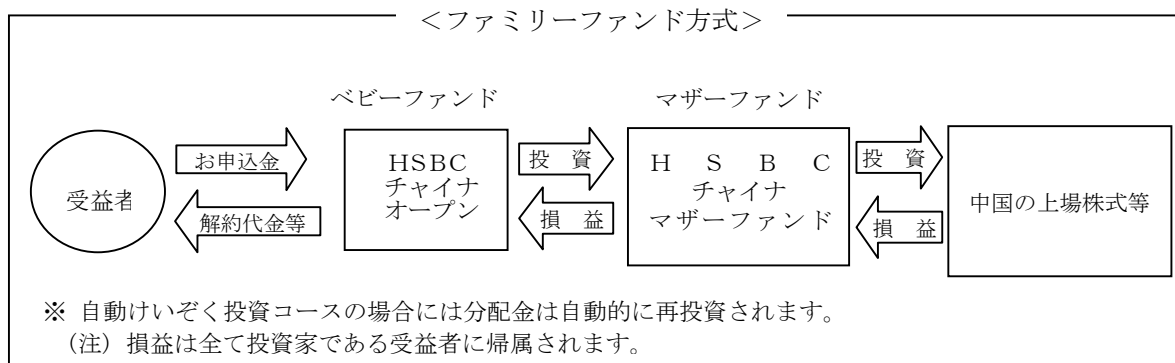 ＜ファミリーファンド方式＞
ベビーファンド
マザーファンド
受益者
お申込金
解約代金等
HSBC
チャイナ
オープン
投 資
損 益
Ｈ Ｓ Ｂ Ｃ
チャイナ
マザーファンド
投 資
損 益
中国の上場株式等
※ 自動けいぞく投資コースの場合には分配金は自動的に再投資されます。
（注）損益は全て投資家である受益者に帰属されます。